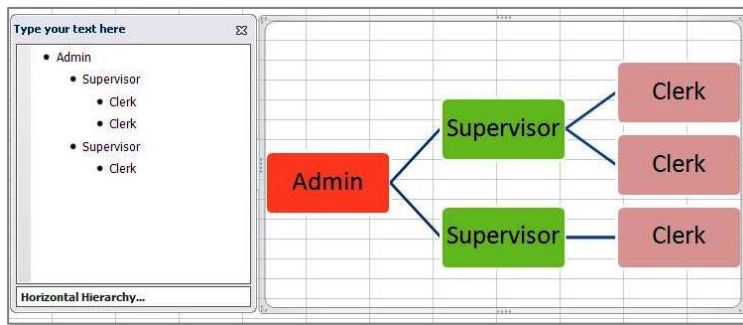 Type your text here
Admin
Supervisor
Clerk
Clerk
Supervisor
Clerk
Horizontal Hierarchy...
Admin
Supervisor
Supervisor
Clerk
Clerk
Clerk